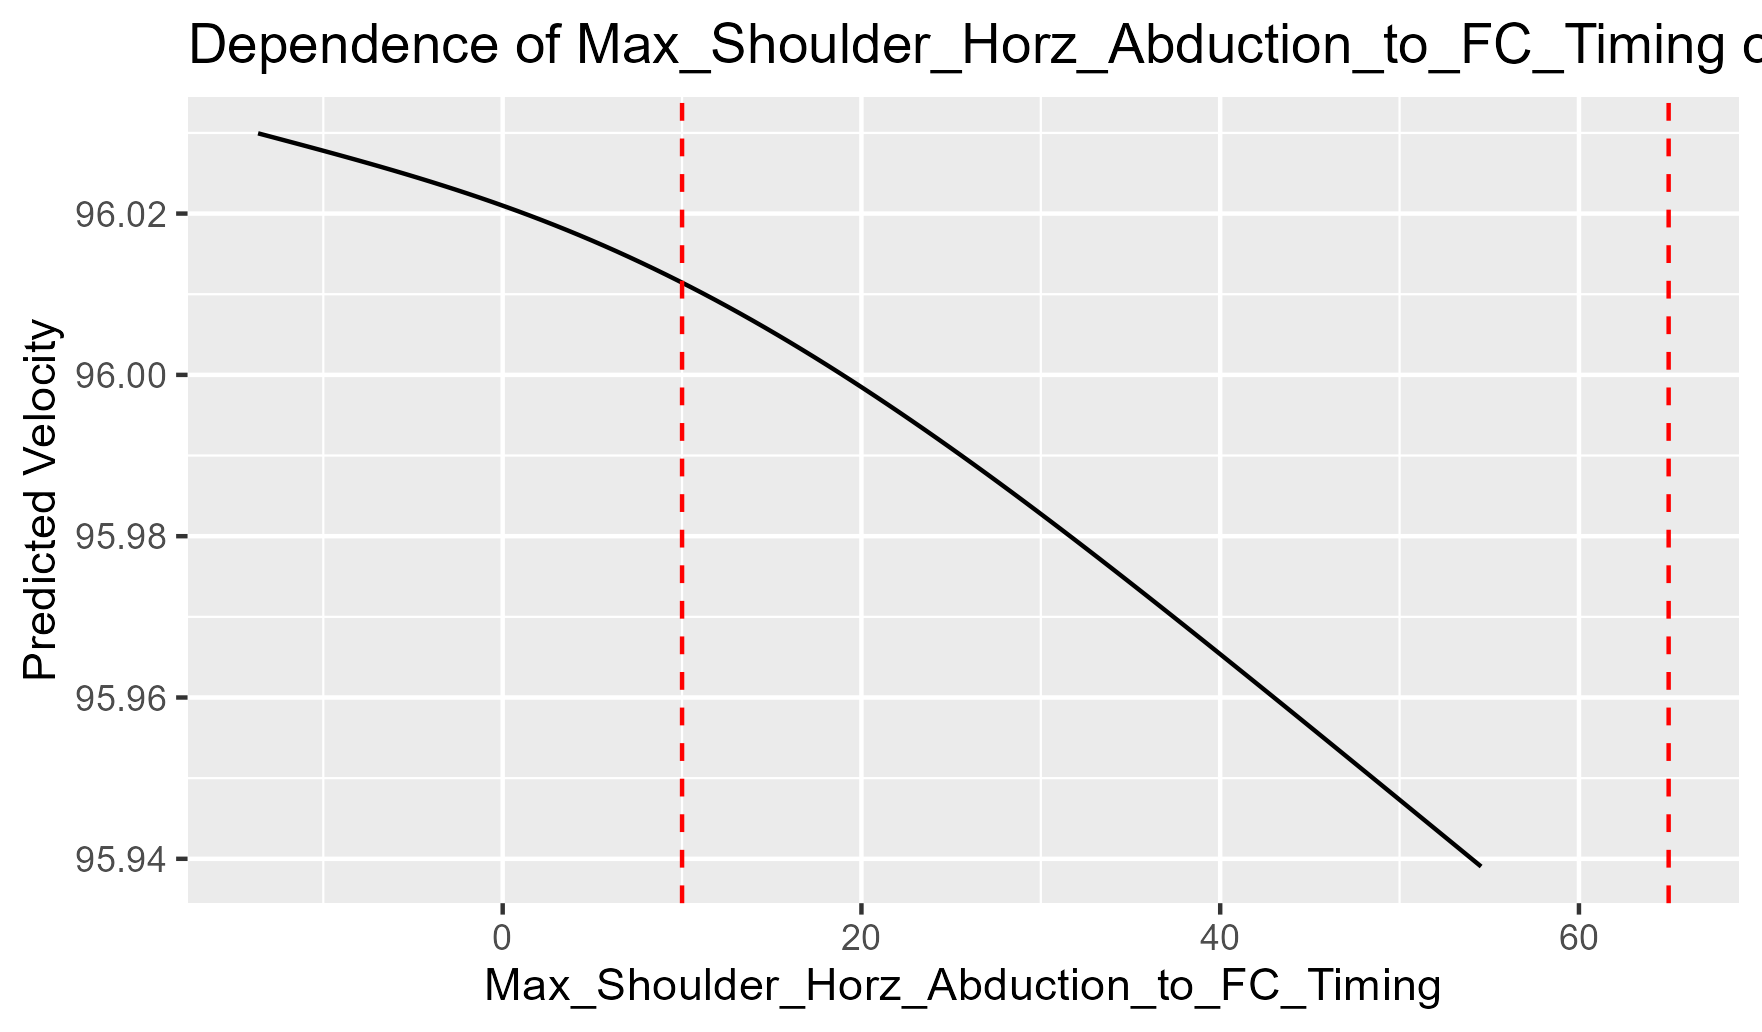 Dependence of Max_Shoulder_Horz_Abduction_to_FC_Timing
96.02
96.00
95.98
95.96
95.94
Predicted Velocity
0 20 40 60
Max_Shoulder_Horz_Abduction_to_FC_Timing